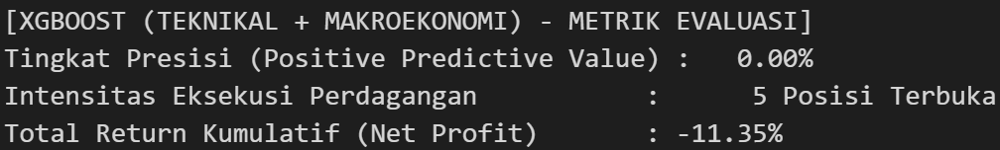 [XGBOOST (TEKNIKAL + MAKROEKONOMI) - METRIK EVALUASI]
Tingkat Presisi (Positive Predictive Value) : 0.00%
Intensitas Eksekusi Perdagangan : 5 Posisi Terbuka
Total Return Kumulatif (Net Profit) : -11.35%